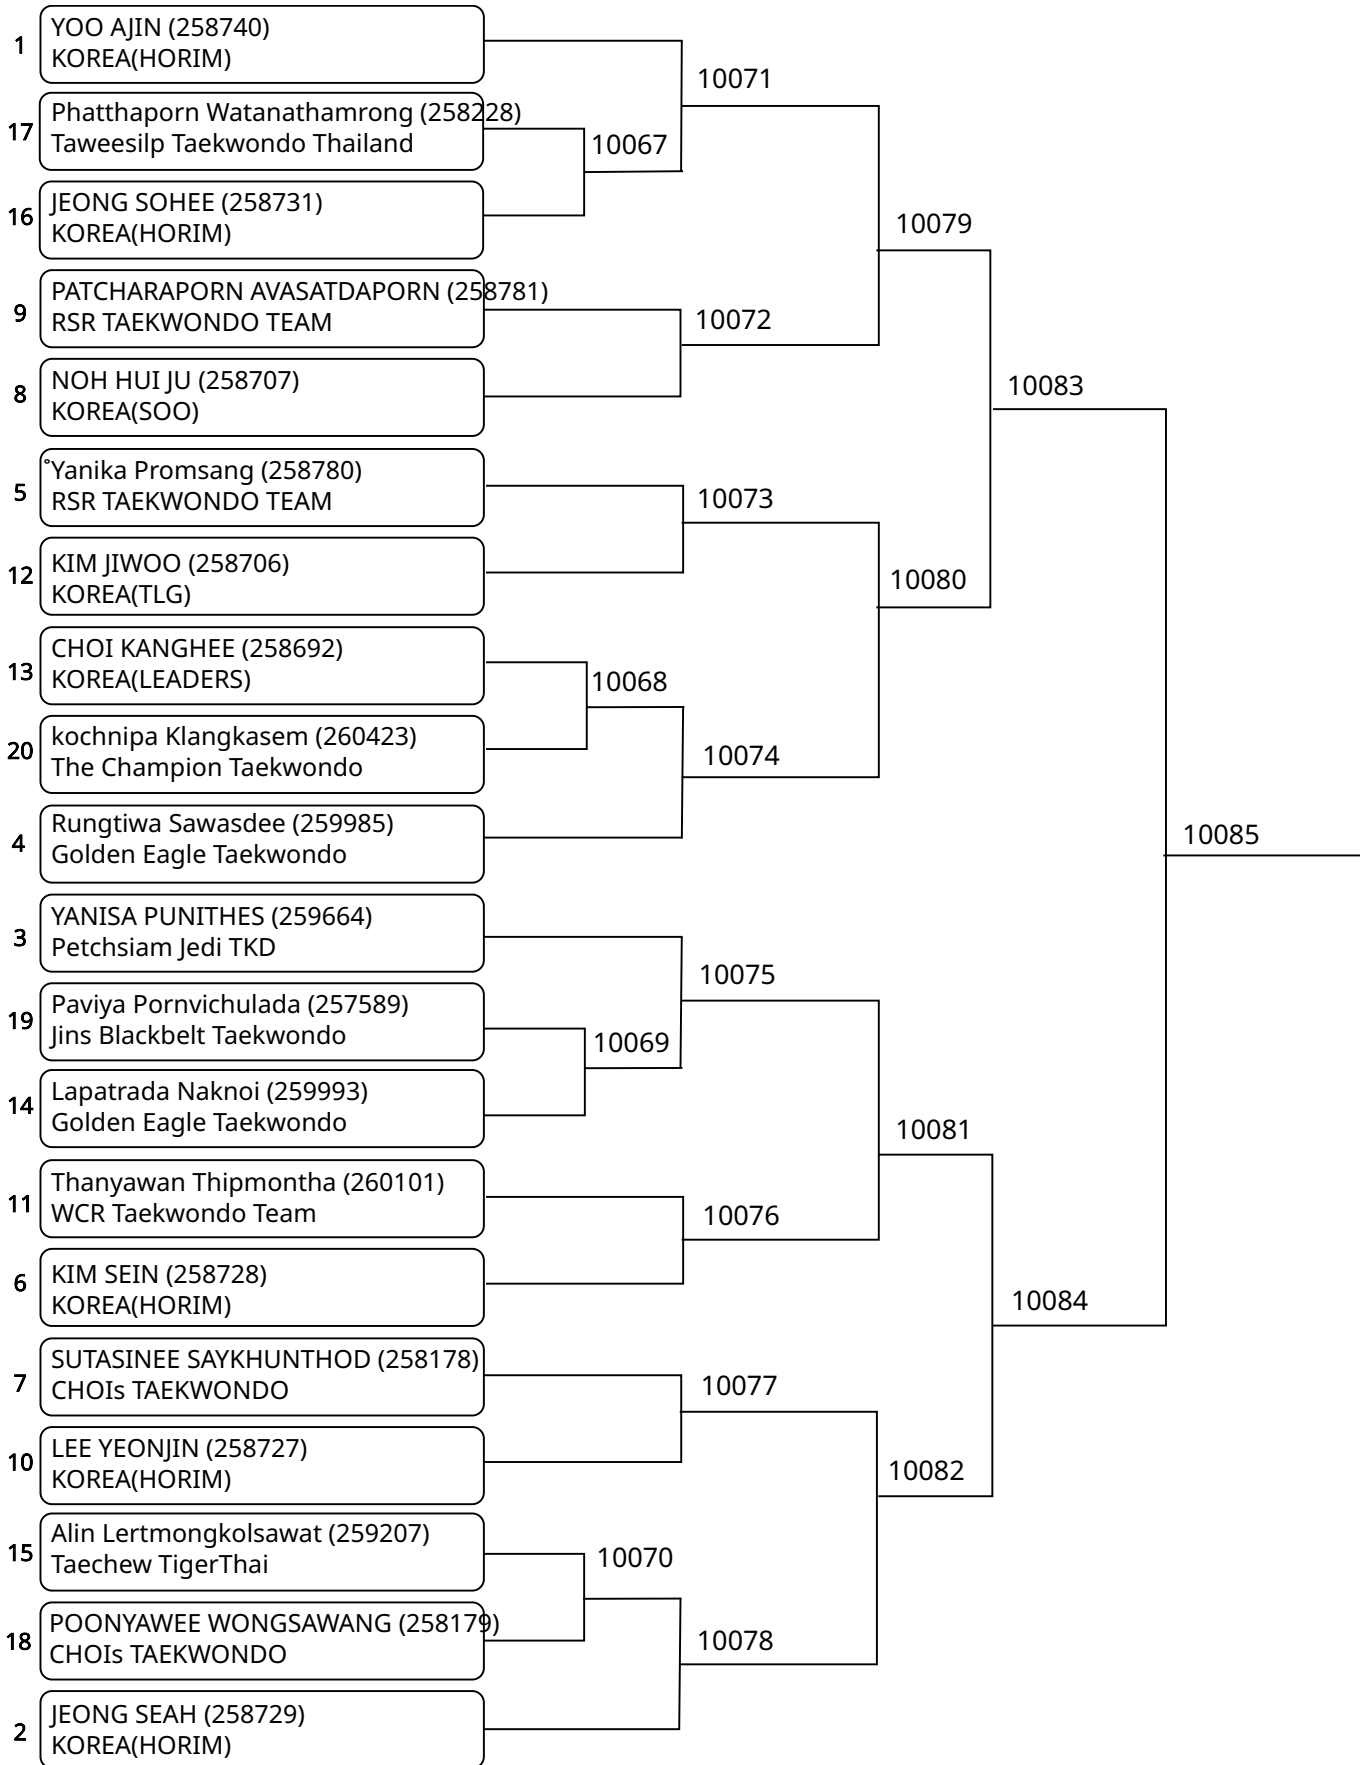 1
YOO AJIN (258740)
KOREA(HORIM)
10071
17
Phatthaporn Watanathamrong (258228)
Taweesilp Taekwondo Thailand
10067
16
JEONG SOHEE (258731)
KOREA(HORIM)
10079
9
PATCHARAPORN AVASATDAPORN (258781)
RSR TAEKWONDO TEAM
10072
8
NOH HUI JU (258707)
KOREA(SOO)
10083
5
๊Yanika Promsang (258780)
RSR TAEKWONDO TEAM
10073
12
KIM JIWOO (258706)
KOREA(TLG)
10080
13
CHOI KANGHEE (258692)
KOREA(LEADERS)
10068
20
kochnipa Klangkasem (260423)
The Champion Taekwondo
10074
4
Rungtiwa Sawasdee (259985)
Golden Eagle Taekwondo
10085
3
YANISA PUNITHES (259664)
Petchsiam Jedi TKD
10075
19
Paviya Pornvichulada (257589)
Jins Blackbelt Taekwondo
10069
14
Lapatrada Naknoi (259993)
Golden Eagle Taekwondo
10081
11
Thanyawan Thipmontha (260101)
WCR Taekwondo Team
10076
6
KIM SEIN (258728)
KOREA(HORIM)
10084
7
SUTASINEE SAYKHUNTHOD (258178)
CHOIs TAEKWONDO
10077
10
LEE YEONJIN (258727)
KOREA(HORIM)
10082
15
Alin Lertmongkolsawat (259207)
Taechew TigerThai
10070
18
POONYAWEE WONGSAWANG (258179)
CHOIs TAEKWONDO
10078
2
JEONG SEAH (258729)
KOREA(HORIM)